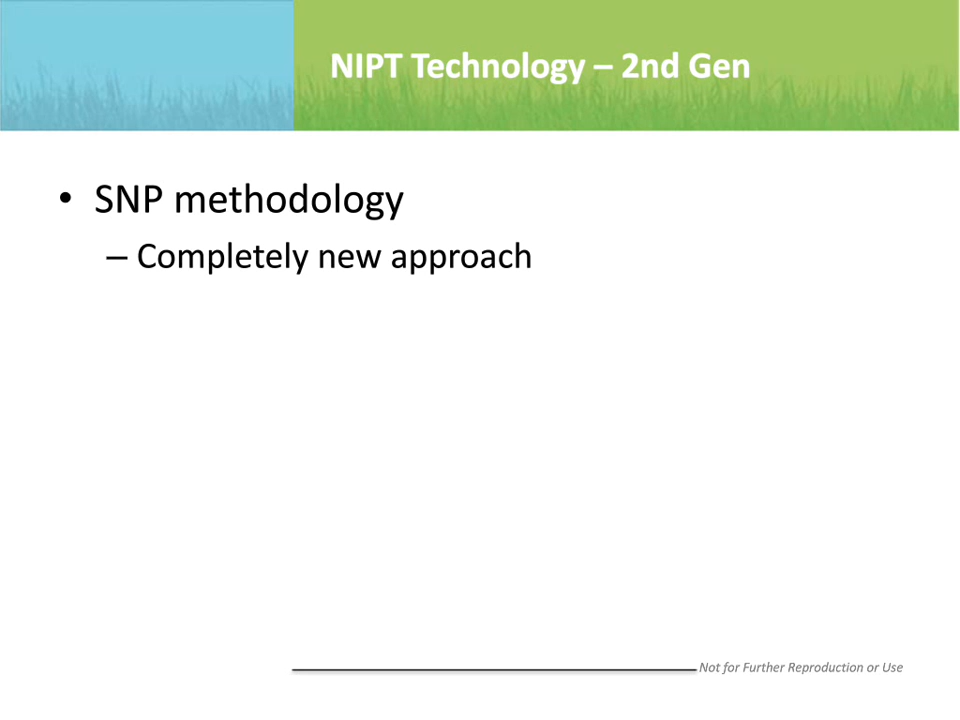 NIPT Technology – 2nd Gen
• SNP methodology
– Completely new approach
Not for Further Reproduction or Use